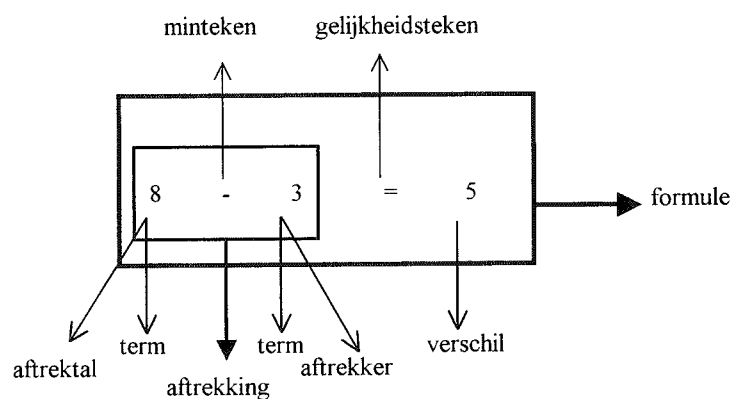 minteken gelijkheidsteken
8 - 3 = 5
formule
term term verschil
aftrektal aftrekker
aftrekking